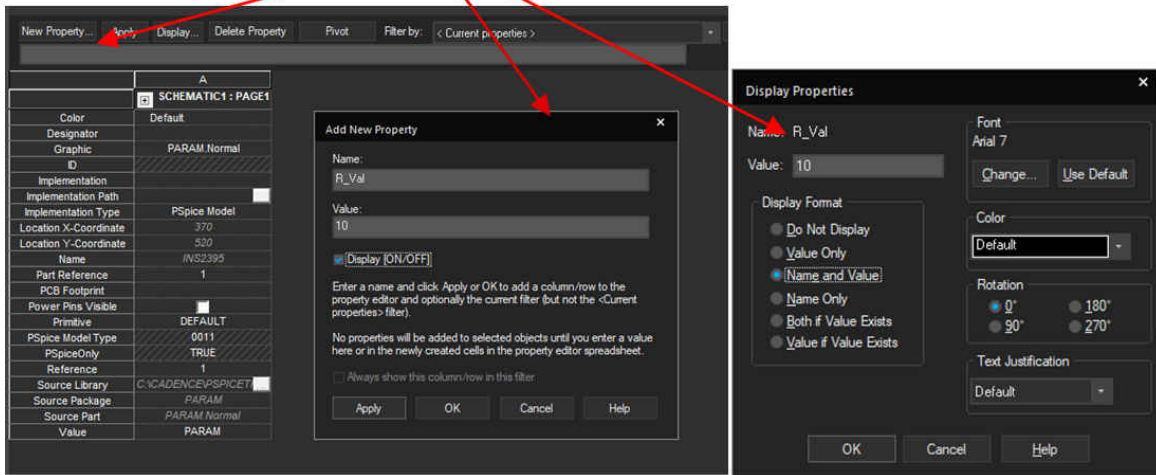 New Property... Apply Display... Delete Property Pivot Filter by: < Current properties >
A
SCHEMATIC1 : PAGE1
Color Default
Designator
Graphic PARAM.Normal
ID
Implementation
Implementation Path
Implementation Type PSpice Model
Location X-Coordinate 370
Location Y-Coordinate 520
Name INS2395
Part Reference 1
PCB Footprint
Power Pins Visible
Primitive DEFAULT
PSpice Model Type 0011
PSpiceOnly TRUE
Reference 1
Source Library C:\CADENCE\PSPICET
Source Package PARAM
Source Part PARAM.Normal
Value PARAM
Add New Property
Name:
R_Val
Value:
10
Display [ON/OFF]
Enter a name and click Apply or OK to add a column/row to the
property editor and optionally the current filter (but not the <Current
properties> filter).
No properties will be added to selected objects until you enter a value
here or in the newly created cells in the property editor spreadsheet.
Always show this column/row in this filter
Apply OK Cancel Help
Display Properties
Name: R_Val
Value: 10
Display Format
Do Not Display
Value Only
Name and Value
Name Only
Both if Value Exists
Value if Value Exists
Font
Arial 7
Change... Use Default
Color
Default
Rotation
0° 180°
90° 270°
Text Justification
Default
OK Cancel Help